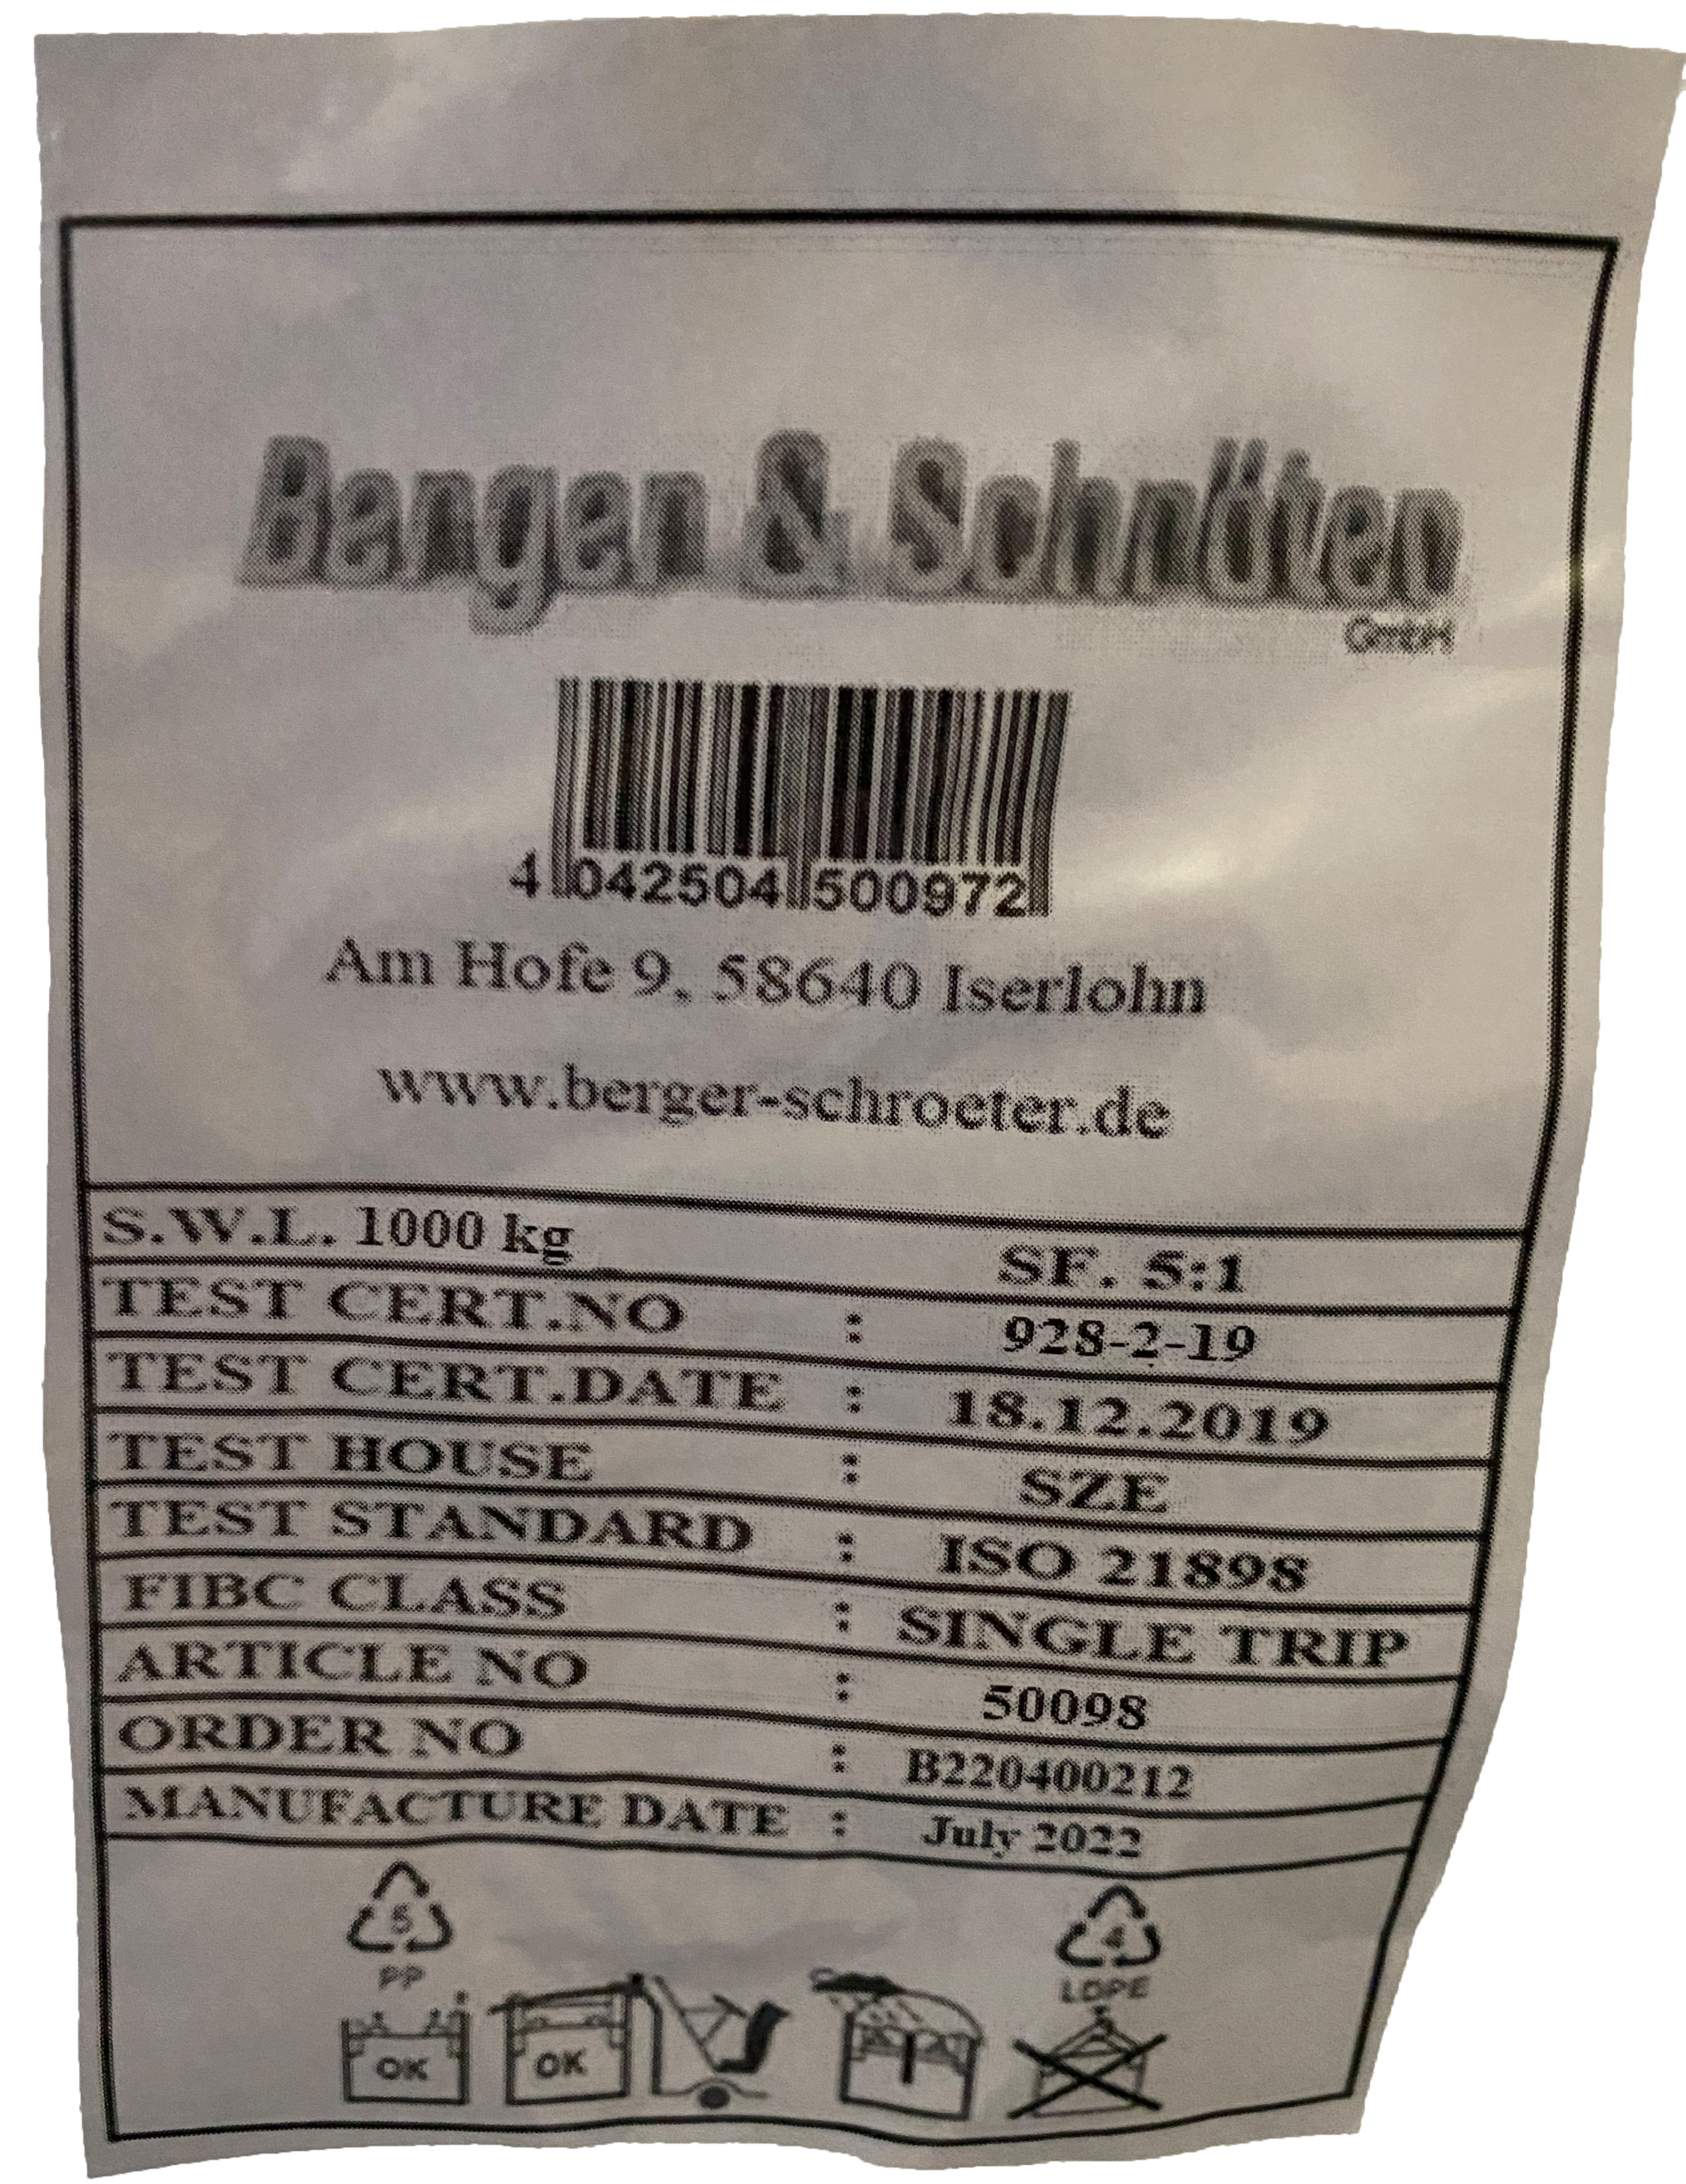 Berger & Schröter
GmbH
4 042504 500972
Am Hofe 9, 58640 Iserlohn
www.berger-schroeter.de
S.W.L. 1000 kg SF. 5:1
TEST CERT.NO : 928-2-19
TEST CERT.DATE : 18.12.2019
TEST HOUSE : SZE
TEST STANDARD : ISO 21898
FIBC CLASS : SINGLE TRIP
ARTICLE NO : 50098
ORDER NO : B220400212
MANUFACTURE DATE : July 2022
5 4
PP LDPE
OK OK